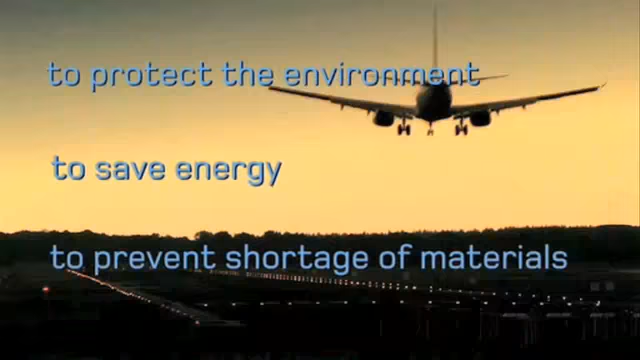 to protect the environment
to save energy
to prevent shortage of materials